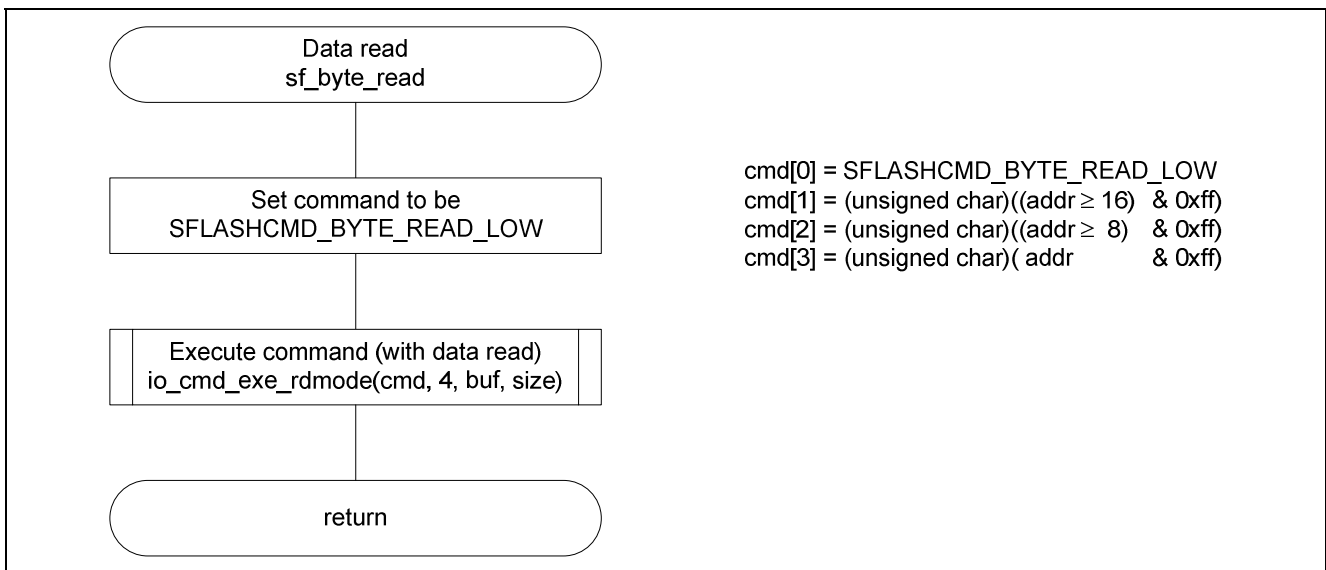 Data read
sf_byte_read
Set command to be
SFLASHCMD_BYTE_READ_LOW
cmd[0] = SFLASHCMD_BYTE_READ_LOW
cmd[1] = (unsigned char)((addr ≥ 16) & 0xff)
cmd[2] = (unsigned char)((addr ≥ 8) & 0xff)
cmd[3] = (unsigned char)( addr & 0xff)
Execute command (with data read)
io_cmd_exe_rdmode(cmd, 4, buf, size)
return